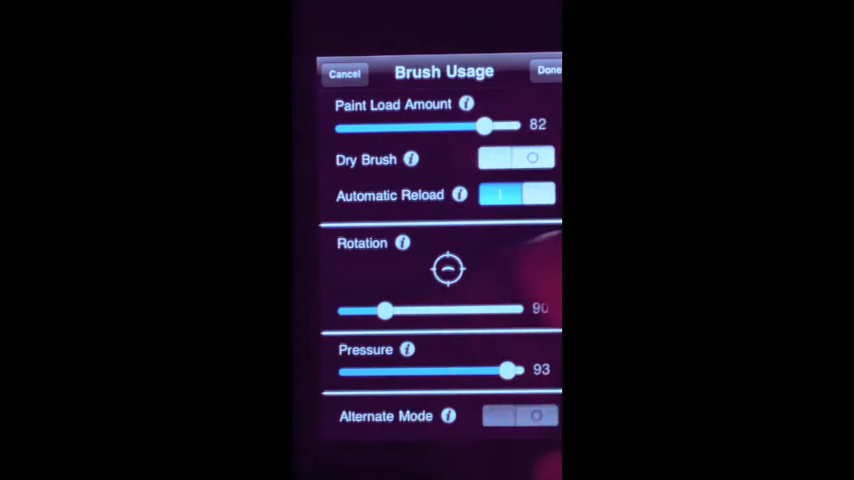 Cancel Brush Usage Done
Paint Load Amount i
82
Dry Brush i
Automatic Reload i
Rotation i
90
Pressure i
93
Alternate Mode i